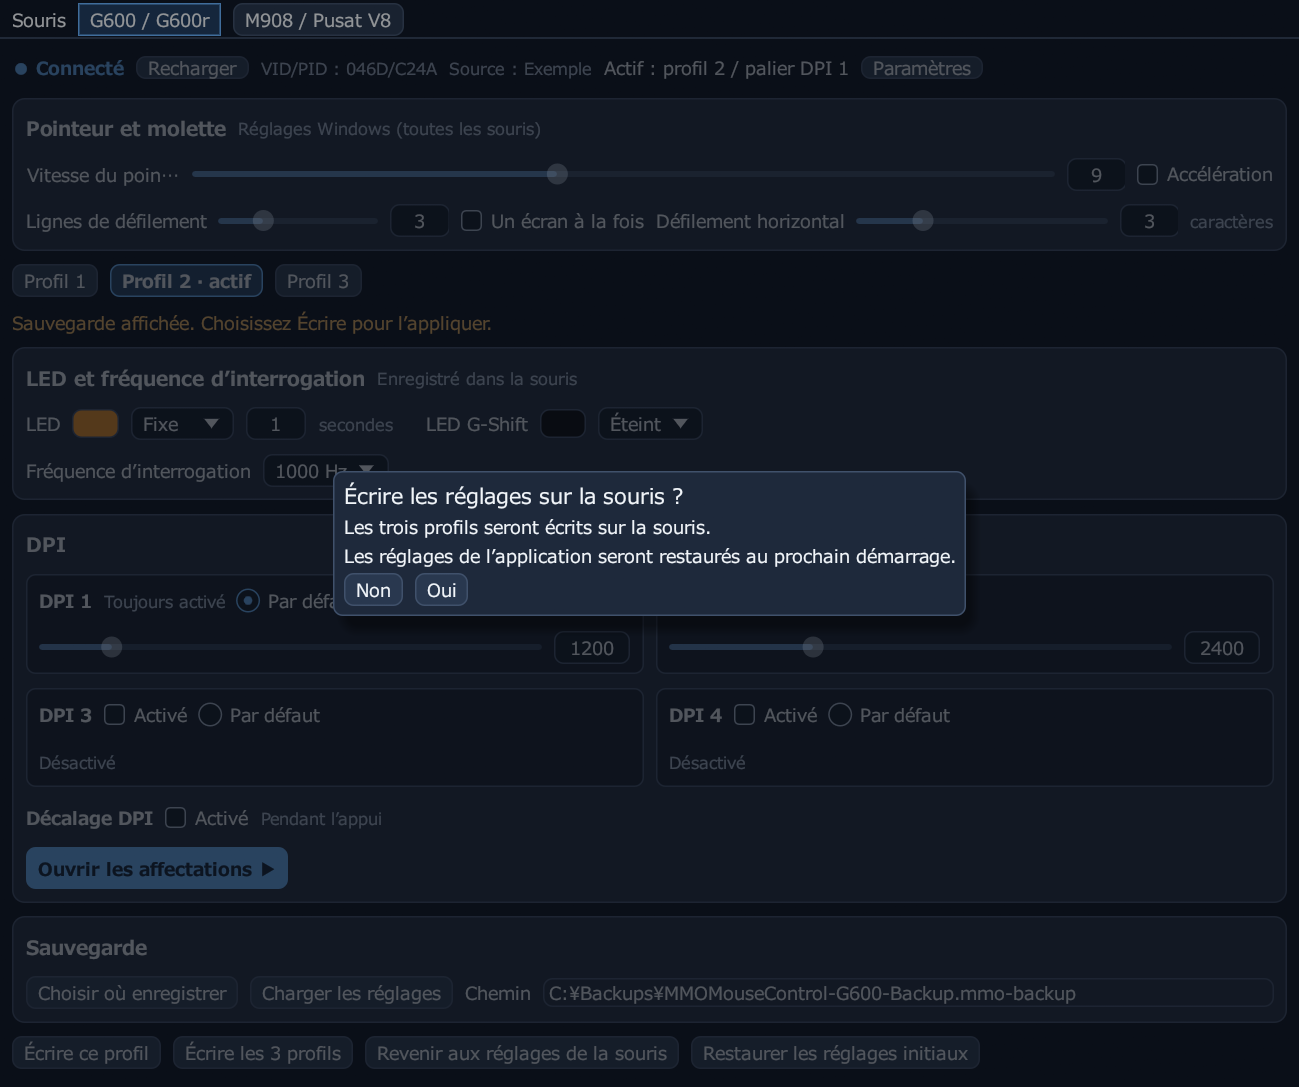 Souris G600 / G600r M908 / Pusat V8
Connecté Recharger VID/PID : 046D/C24A Source : Exemple Actif : profil 2 / palier DPI 1 Paramètres
Pointeur et molette Réglages Windows (toutes les souris)
Vitesse du poin··· 9 Accélération
Lignes de défilement 3 Un écran à la fois Défilement horizontal 3 caractères
Profil 1 Profil 2 · actif Profil 3
Sauvegarde affichée. Choisissez Écrire pour l’appliquer.
LED et fréquence d’interrogation Enregistré dans la souris
LED Fixe 1 secondes LED G-Shift Éteint
Fréquence d’interrogation 1000 Hz
Écrire les réglages sur la souris ?
Les trois profils seront écrits sur la souris.
Les réglages de l’application seront restaurés au prochain démarrage.
Non Oui
DPI
DPI 1 Toujours activé Par défa
1200 2400
DPI 3 Activé Par défaut DPI 4 Activé Par défaut
Désactivé Désactivé
Décalage DPI Activé Pendant l’appui
Ouvrir les affectations
Sauvegarde
Choisir où enregistrer Charger les réglages Chemin C:¥Backups¥MMOMouseControl-G600-Backup.mmo-backup
Écrire ce profil Écrire les 3 profils Revenir aux réglages de la souris Restaurer les réglages initiaux